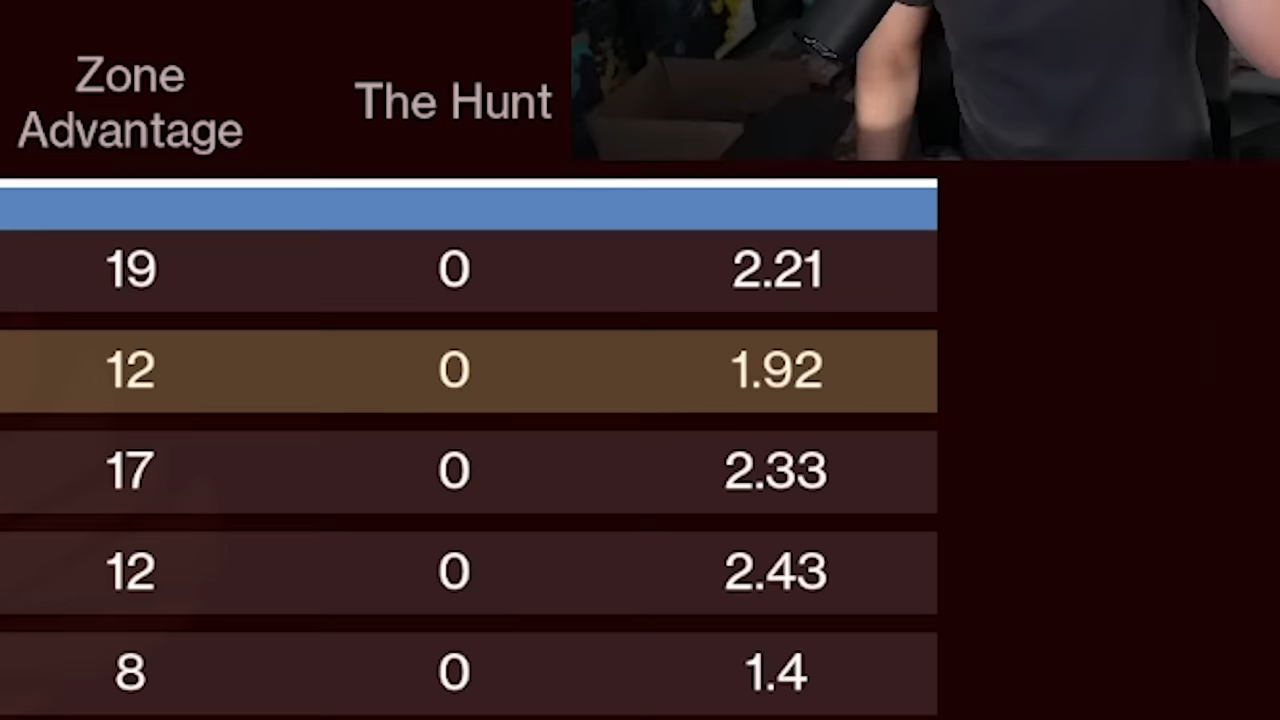 Zone
Advantage
The Hunt
19 0 2.21
12 0 1.92
17 0 2.33
12 0 2.43
8 0 1.4